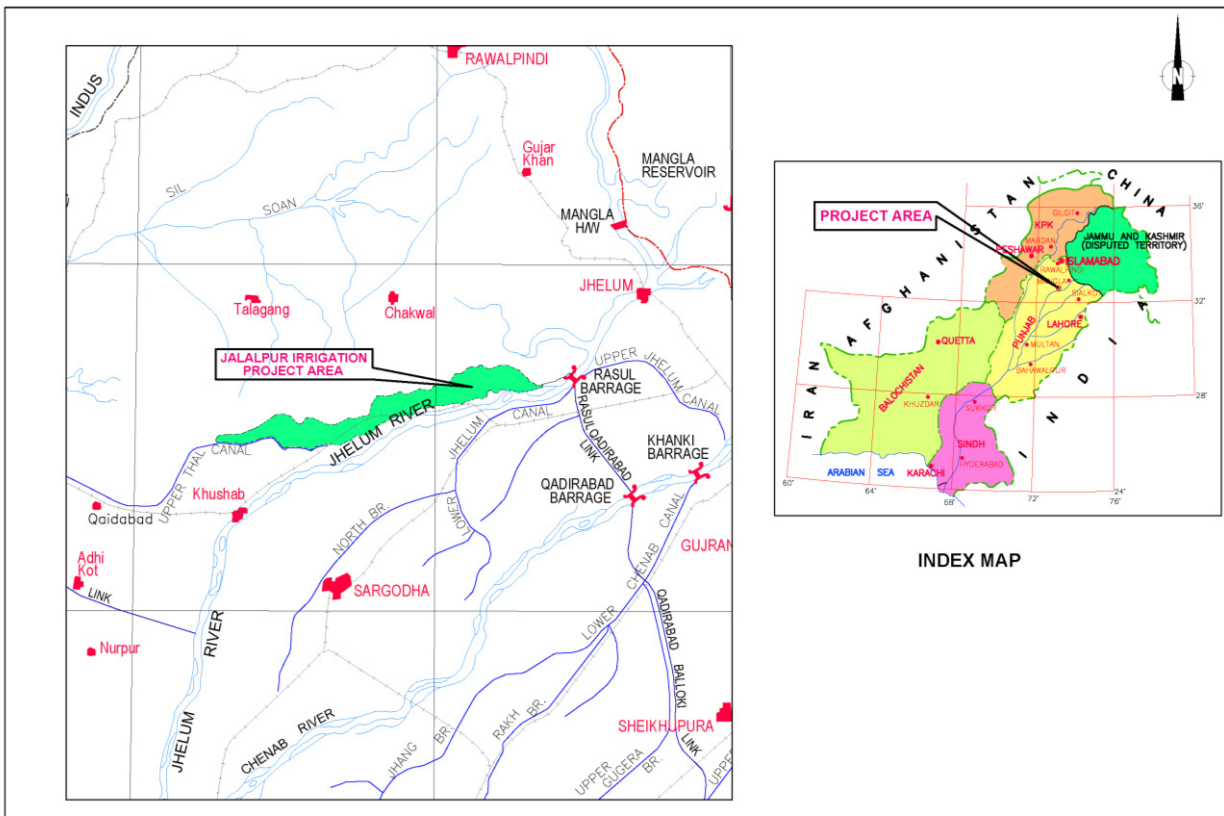 RAWALPINDI
INDUS
Gujar
Khan
MANGLA
RESERVOIR
SIL
SOAN
MANGLA
H/W
JHELUM
Talagang
Chakwal
JALALPUR IRRIGATION
PROJECT AREA
RASUL
BARRAGE
UPPER JHELUM CANAL
JHELUM RIVER
LOWER JHELUM CANAL
RASUL QADIRABAD
LINK
KHANKI
BARRAGE
UPPER THAL CANAL
Khushab
Qaidabad
QADIRABAD
BARRAGE
NORTH BR.
GUJRAN
Adhi
Kot
LINK
SARGODHA
LOWER CHENAB CANAL
QADIRABAD BALLOKI
LINK
Nurpur
JHELUM RIVER
CHENAB RIVER
JHANG BR.
RAKH BR.
SHEIKHUPURA
UPPER
GUGERA
BR.
N
PROJECT AREA
AFGHANISTAN
CHINA
IRAN
INDIA
GILGIT
KPK
MARDAN
PESHAWAR
ISLAMABAD
RAWALPINDI
JAMMU AND KASHMIR
(DISPUTED TERRITORY)
MANGLA
SIALKOT
LAHORE
PUNJAB
MULTAN
BAHAWALPUR
QUETTA
BALOCHISTAN
KHUZDAR
SUKKUR
SINDH
HYDERABAD
KARACHI
ARABIAN SEA
36'
32'
28'
24'
60'
64'
68'
72'
76'
INDEX MAP